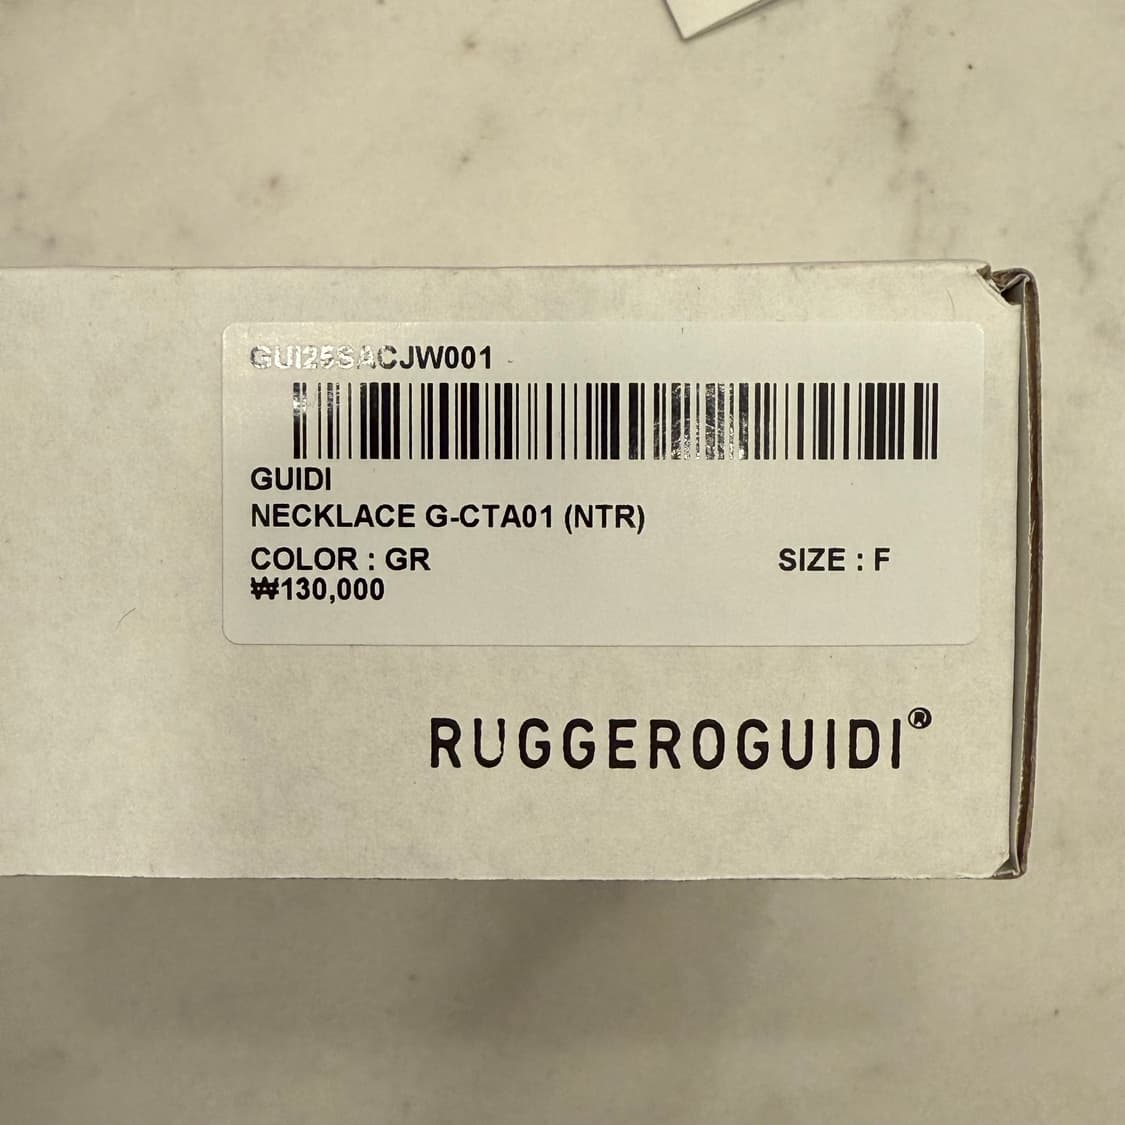 GUI25SACJW001
GUIDI
NECKLACE G-CTA01 (NTR)
COLOR : GR SIZE : F
₩130,000
RUGGEROGUIDI®